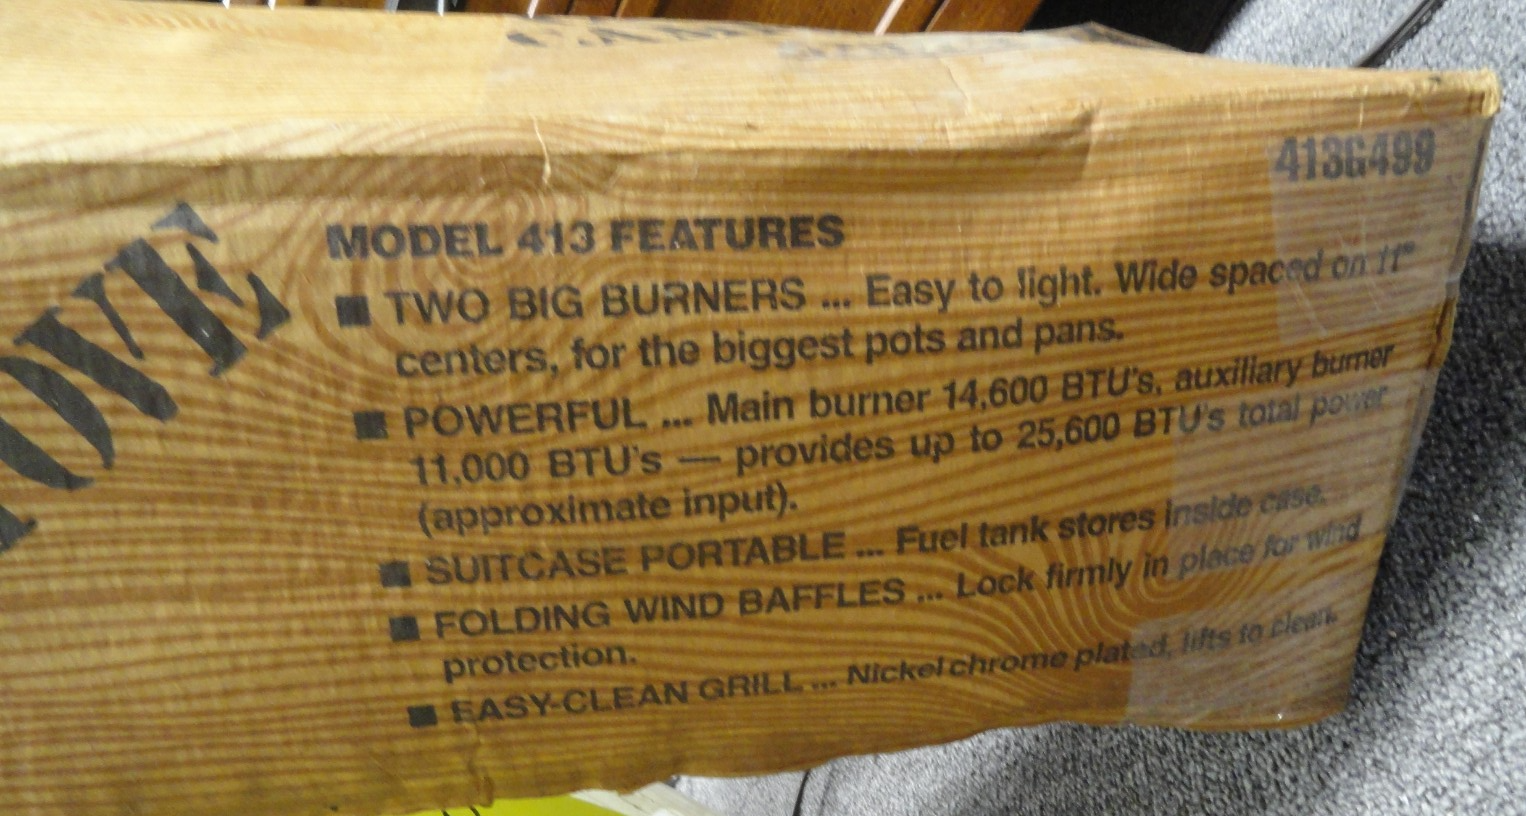 413G499
OVE
MODEL 413 FEATURES
■ TWO BIG BURNERS ... Easy to light. Wide spaced on 11"
centers, for the biggest pots and pans.
■ POWERFUL ... Main burner 14,600 BTU's, auxiliary burner
11,000 BTU's — provides up to 25,600 BTU's total power
(approximate input).
■ SUITCASE PORTABLE ... Fuel tank stores inside case.
■ FOLDING WIND BAFFLES ... Lock firmly in place for wind
protection.
■ EASY-CLEAN GRILL ... Nickel chrome plated, lifts to clean.